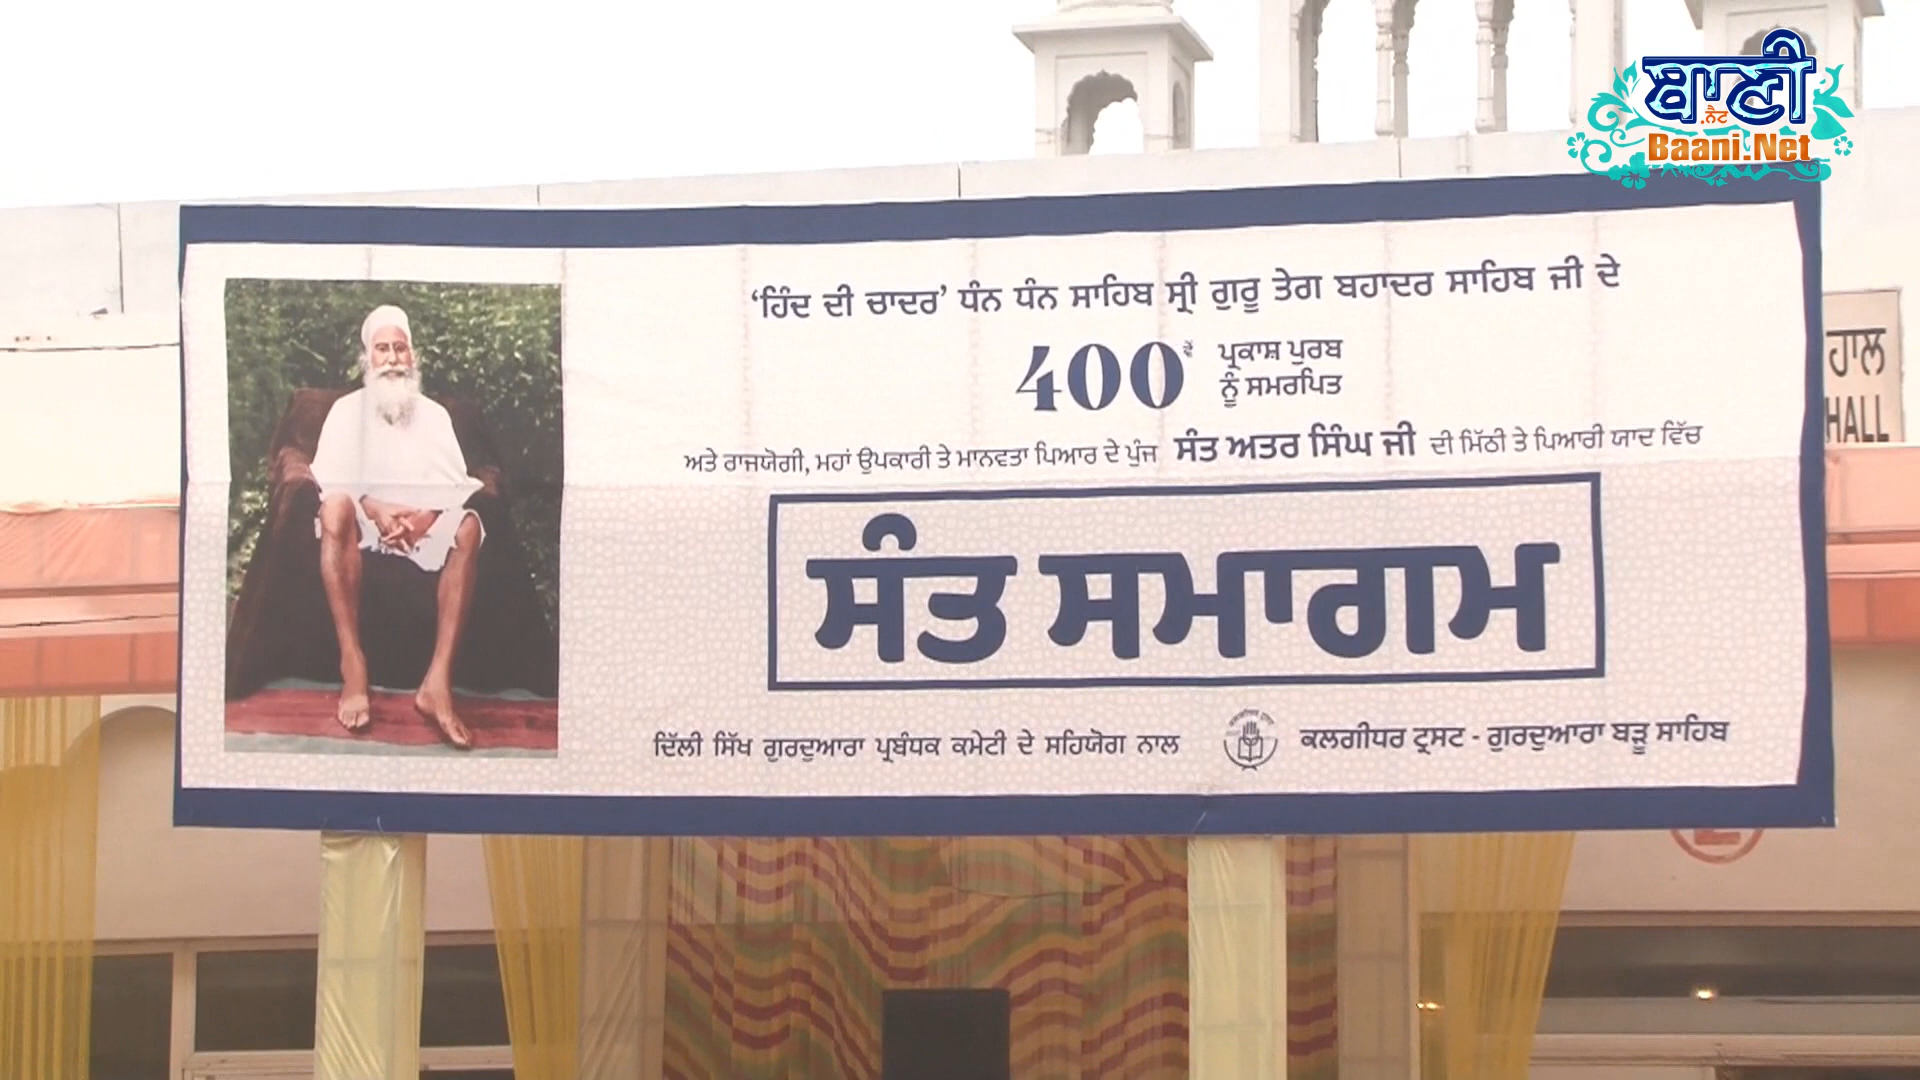 ਬਾਣੀ
.ਨੈਟ
Baani.Net
‘ਹਿੰਦ ਦੀ ਚਾਦਰ’ ਧੰਨ ਧੰਨ ਸਾਹਿਬ ਸ੍ਰੀ ਗੁਰੂ ਤੇਗ ਬਹਾਦਰ ਸਾਹਿਬ ਜੀ ਦੇ
400ਵੇਂ ਪ੍ਰਕਾਸ਼ ਪੁਰਬ
ਨੂੰ ਸਮਰਪਿਤ
ਅਤੇ ਰਾਜਯੋਗੀ, ਮਹਾਂ ਉਪਕਾਰੀ ਤੇ ਮਾਨਵਤਾ ਪਿਆਰ ਦੇ ਪੁੰਜ ਸੰਤ ਅਤਰ ਸਿੰਘ ਜੀ ਦੀ ਮਿੱਠੀ ਤੇ ਪਿਆਰੀ ਯਾਦ ਵਿੱਚ
ਸੰਤ ਸਮਾਗਮ
ਦਿੱਲੀ ਸਿੱਖ ਗੁਰਦੁਆਰਾ ਪ੍ਰਬੰਧਕ ਕਮੇਟੀ ਦੇ ਸਹਿਯੋਗ ਨਾਲ
ਕਲਗੀਧਰ ਟ੍ਰਸਟ - ਗੁਰਦੁਆਰਾ ਬੜੂ ਸਾਹਿਬ
ਹਾਲ
HALL
2